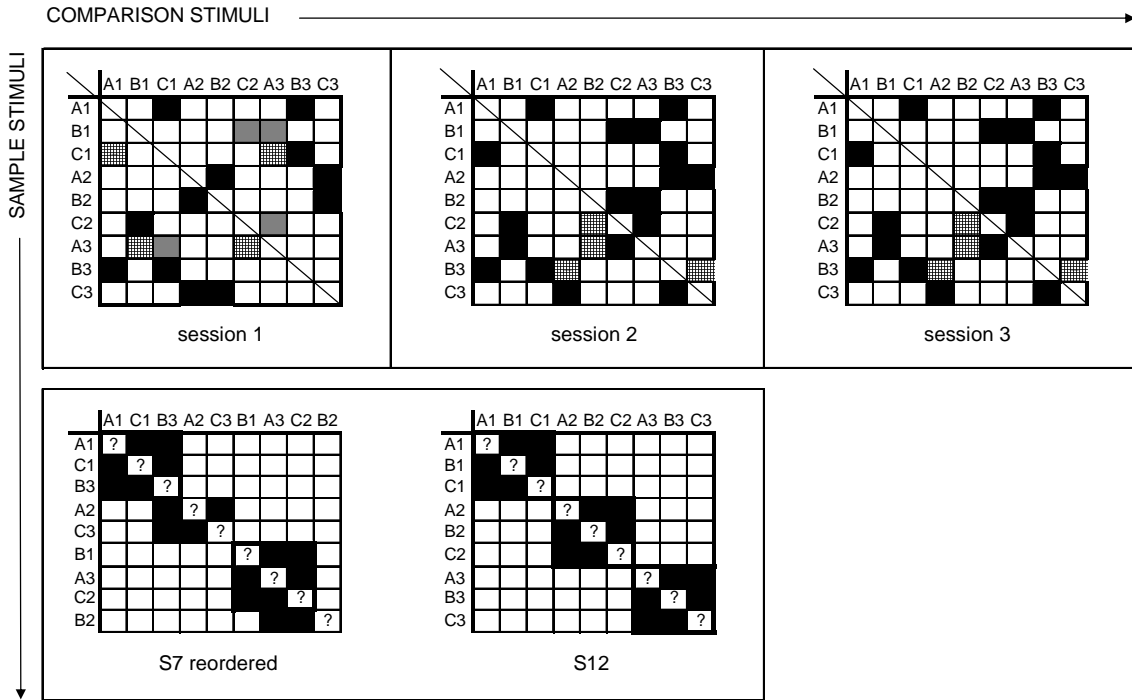 COMPARISON STIMULI
SAMPLE STIMULI
A1 B1 C1 A2 B2 C2 A3 B3 C3
A1
B1
C1
A2
B2
C2
A3
B3
C3
session 1
A1 B1 C1 A2 B2 C2 A3 B3 C3
A1
B1
C1
A2
B2
C2
A3
B3
C3
session 2
A1 B1 C1 A2 B2 C2 A3 B3 C3
A1
B1
C1
A2
B2
C2
A3
B3
C3
session 3
A1 C1 B3 A2 C3 B1 A3 C2 B2
A1 ?
C1 ?
B3 ?
A2 ?
C3 ?
B1 ?
A3 ?
C2 ?
B2 ?
S7 reordered
A1 B1 C1 A2 B2 C2 A3 B3 C3
A1 ?
B1 ?
C1 ?
A2 ?
B2 ?
C2 ?
A3 ?
B3 ?
C3 ?
S12